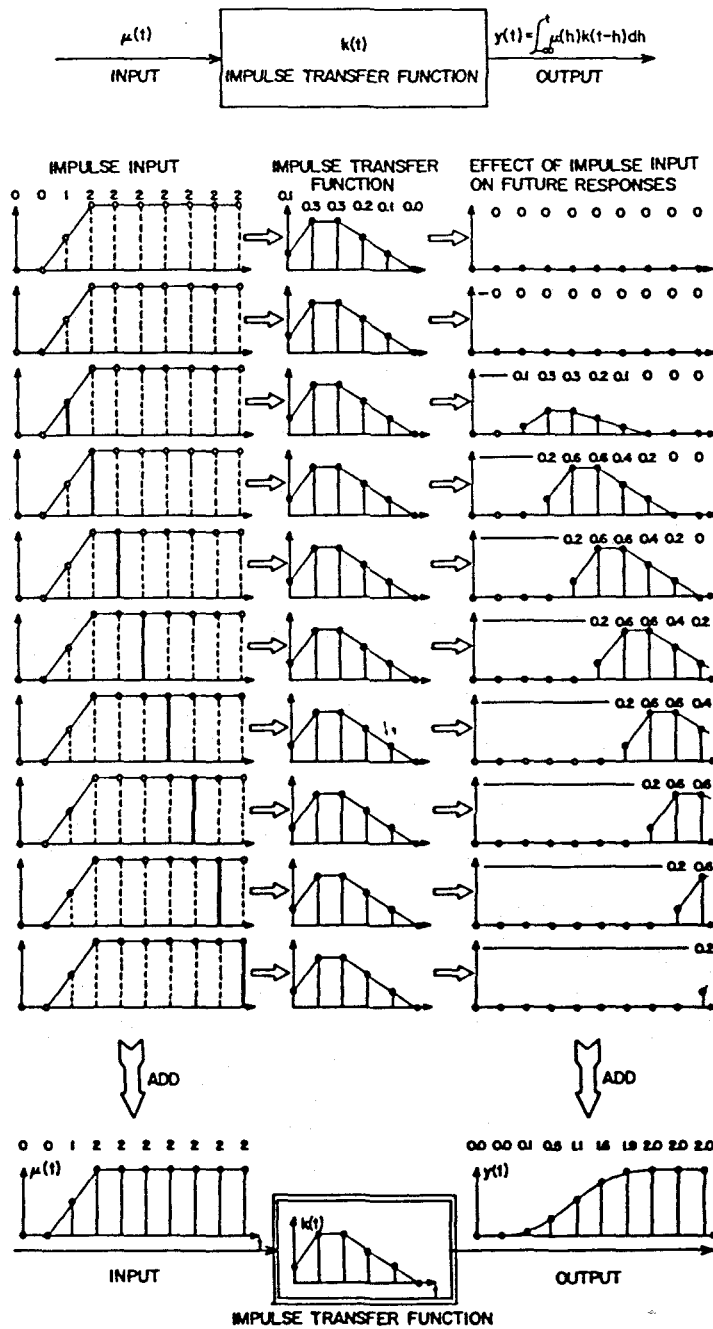 μ(t)
INPUT
k(t)
IMPULSE TRANSFER FUNCTION
y(t)=∫_{-∞}^{t} μ(h)k(t-h)dh
OUTPUT
IMPULSE INPUT
IMPULSE TRANSFER
FUNCTION
EFFECT OF IMPULSE INPUT
ON FUTURE RESPONSES
0 0 1 2 2 2 2 2 2 2
0.1 0.3 0.3 0.2 0.1 0.0
0 0 0 0 0 0 0 0 0
0 0 0 0 0 0 0 0
0.1 0.3 0.3 0.2 0.1 0 0 0
0.2 0.6 0.6 0.4 0.2 0 0
0.2 0.6 0.6 0.4 0.2 0
0.2 0.6 0.6 0.4 0.2
0.2 0.6 0.6 0.4
0.2 0.6 0.6
0.2 0.6
0.2
ADD
ADD
0 0 1 2 2 2 2 2 2 2
μ(t)
t
INPUT
k(t)
t
IMPULSE TRANSFER FUNCTION
0.0 0.0 0.1 1.1 1.6 1.9 2.0 2.0 2.0
y(t)
OUTPUT